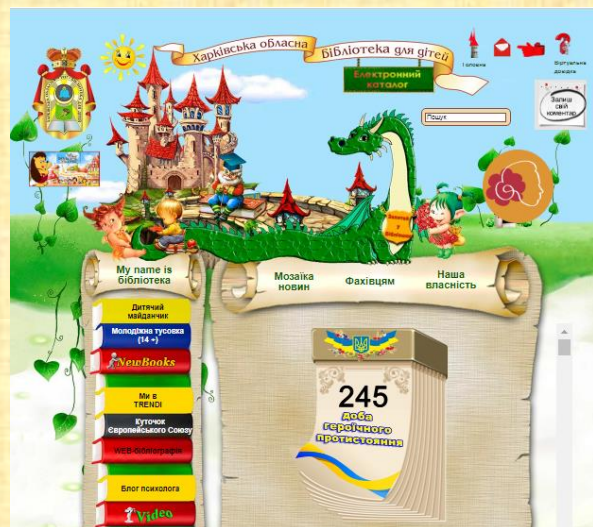 Харківська обласна
Бібліотека для дітей
Електронний
каталог
Головна
Віртуальна
довідка
Пошук
Залиш
свій
коментар
My name is
бібліотека
Мозаїка
новин
Фахівцям
Наша
власність
Дитячий
майданчик
Молодіжна тусовка
(14 +)
NewBooks
Ми в
TRENDI
Куточок
Європейського Союзу
WEB-бібліографія
Блог психолога
Video
245
доба
героїчного
протистояння